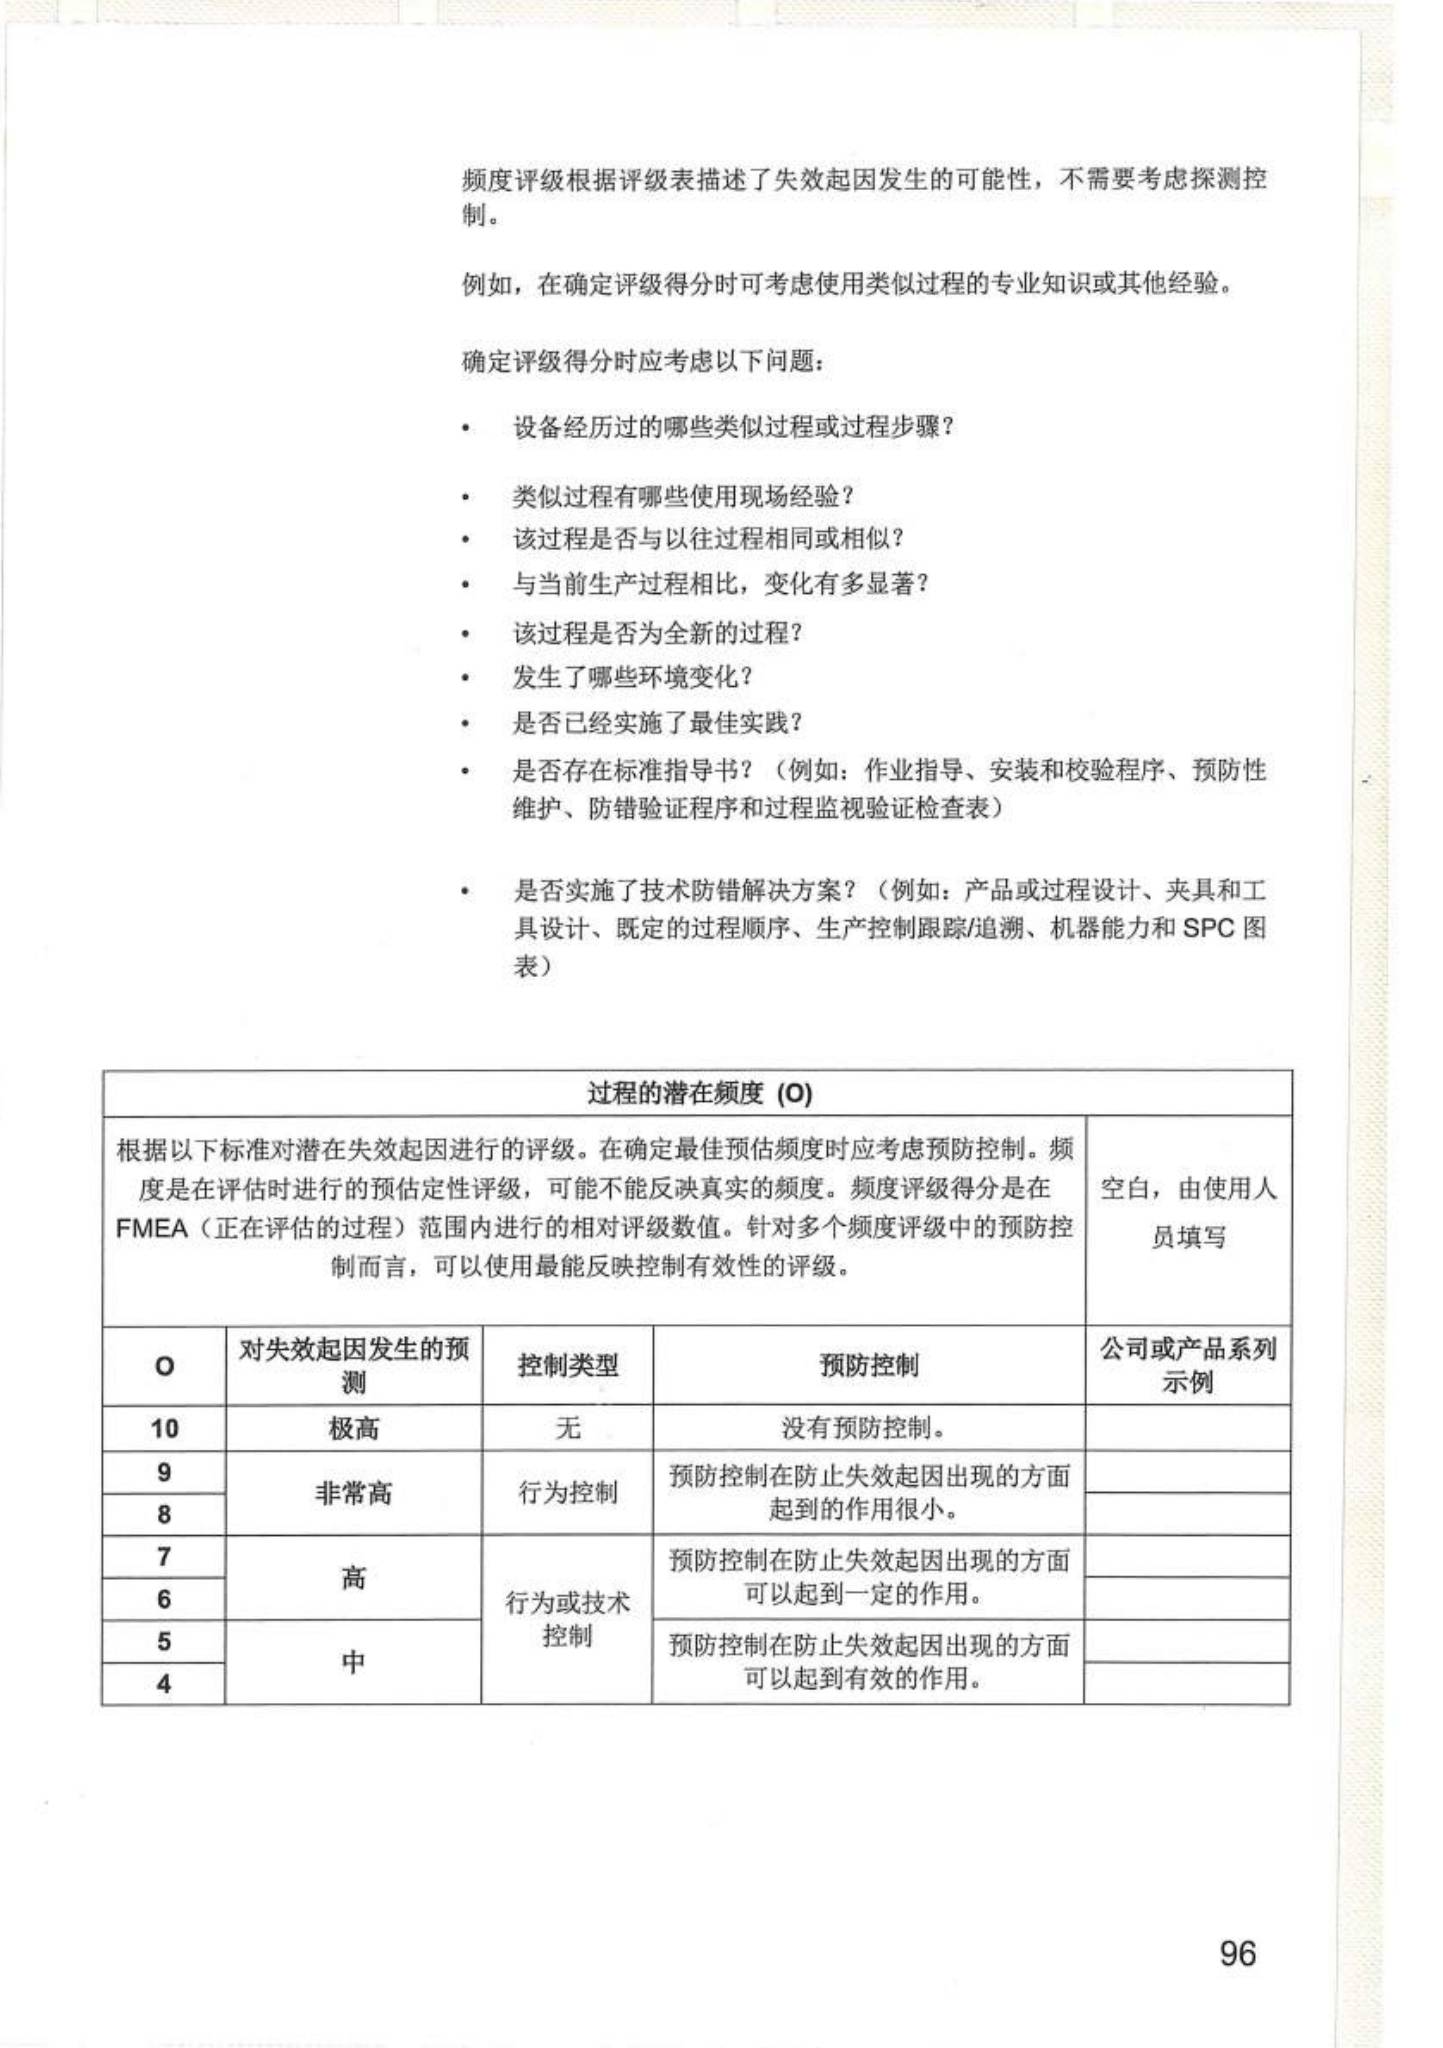 频度评级根据评级表描述了失效起因发生的可能性，不需要考虑探测控
制。
例如，在确定评级得分时可考虑使用类似过程的专业知识或其他经验。
确定评级得分时应考虑以下问题：
• 设备经历过的哪些类似过程或过程步骤？
• 类似过程有哪些使用现场经验？
• 该过程是否与以往过程相同或相似？
• 与当前生产过程相比，变化有多显著？
• 该过程是否为全新的过程？
• 发生了哪些环境变化？
• 是否已经实施了最佳实践？
• 是否存在标准指导书？（例如：作业指导、安装和校验程序、预防性
维护、防错验证程序和过程监视验证检查表）
• 是否实施了技术防错解决方案？（例如：产品或过程设计、夹具和工
具设计、既定的过程顺序、生产控制跟踪/追溯、机器能力和 SPC 图
表）
过程的潜在频度 (O)
根据以下标准对潜在失效起因进行的评级。在确定最佳预估频度时应考虑预防控制。频
度是在评估时进行的预估定性评级，可能不能反映真实的频度。频度评级得分是在
FMEA（正在评估的过程）范围内进行的相对评级数值。针对多个频度评级中的预防控
制而言，可以使用最能反映控制有效性的评级。
空白，由使用人
员填写
O
对失效起因发生的预
测
控制类型
预防控制
公司或产品系列
示例
10
极高
无
没有预防控制。
9
8
非常高
行为控制
预防控制在防止失效起因出现的方面
起到的作用很小。
7
6
高
行为或技术
控制
预防控制在防止失效起因出现的方面
可以起到一定的作用。
5
4
中
预防控制在防止失效起因出现的方面
可以起到有效的作用。
96